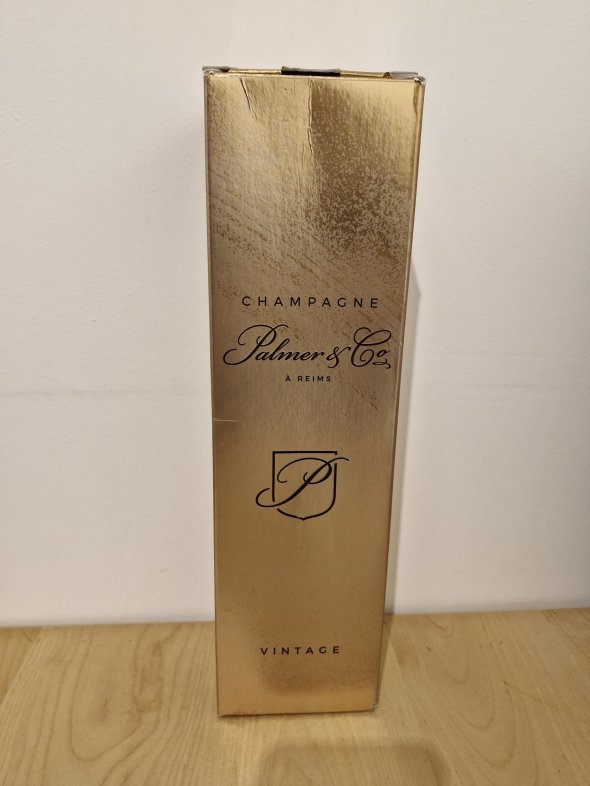 CHAMPAGNE
Palmer & Co
À REIMS
P
VINTAGE